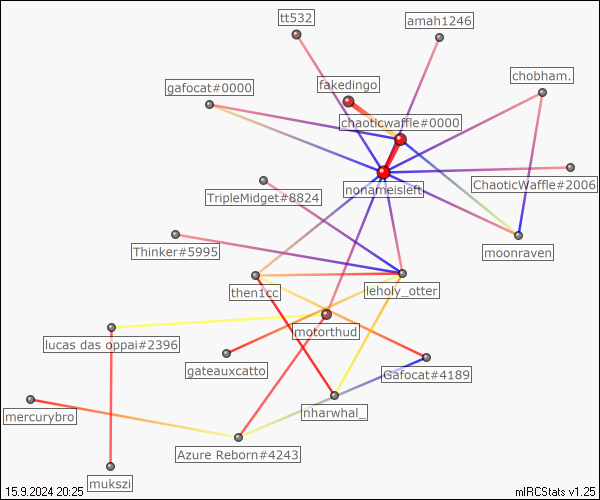 tt532
amah1246
chobham.
gafocat#0000
fakedingo
chaoticwaffle#0000
ChaoticWaffle#2006
nonameisleft
TripleMidget#8824
Thinker#5995
moonraven
then1cc
leholy_otter
motorthud
lucas das oppai#2396
gateauxcatto
Gafocat#4189
mercurybro
nharwhal_
Azure Reborn#4243
mukszi
15.9.2024 20:25
mIRCStats v1.25